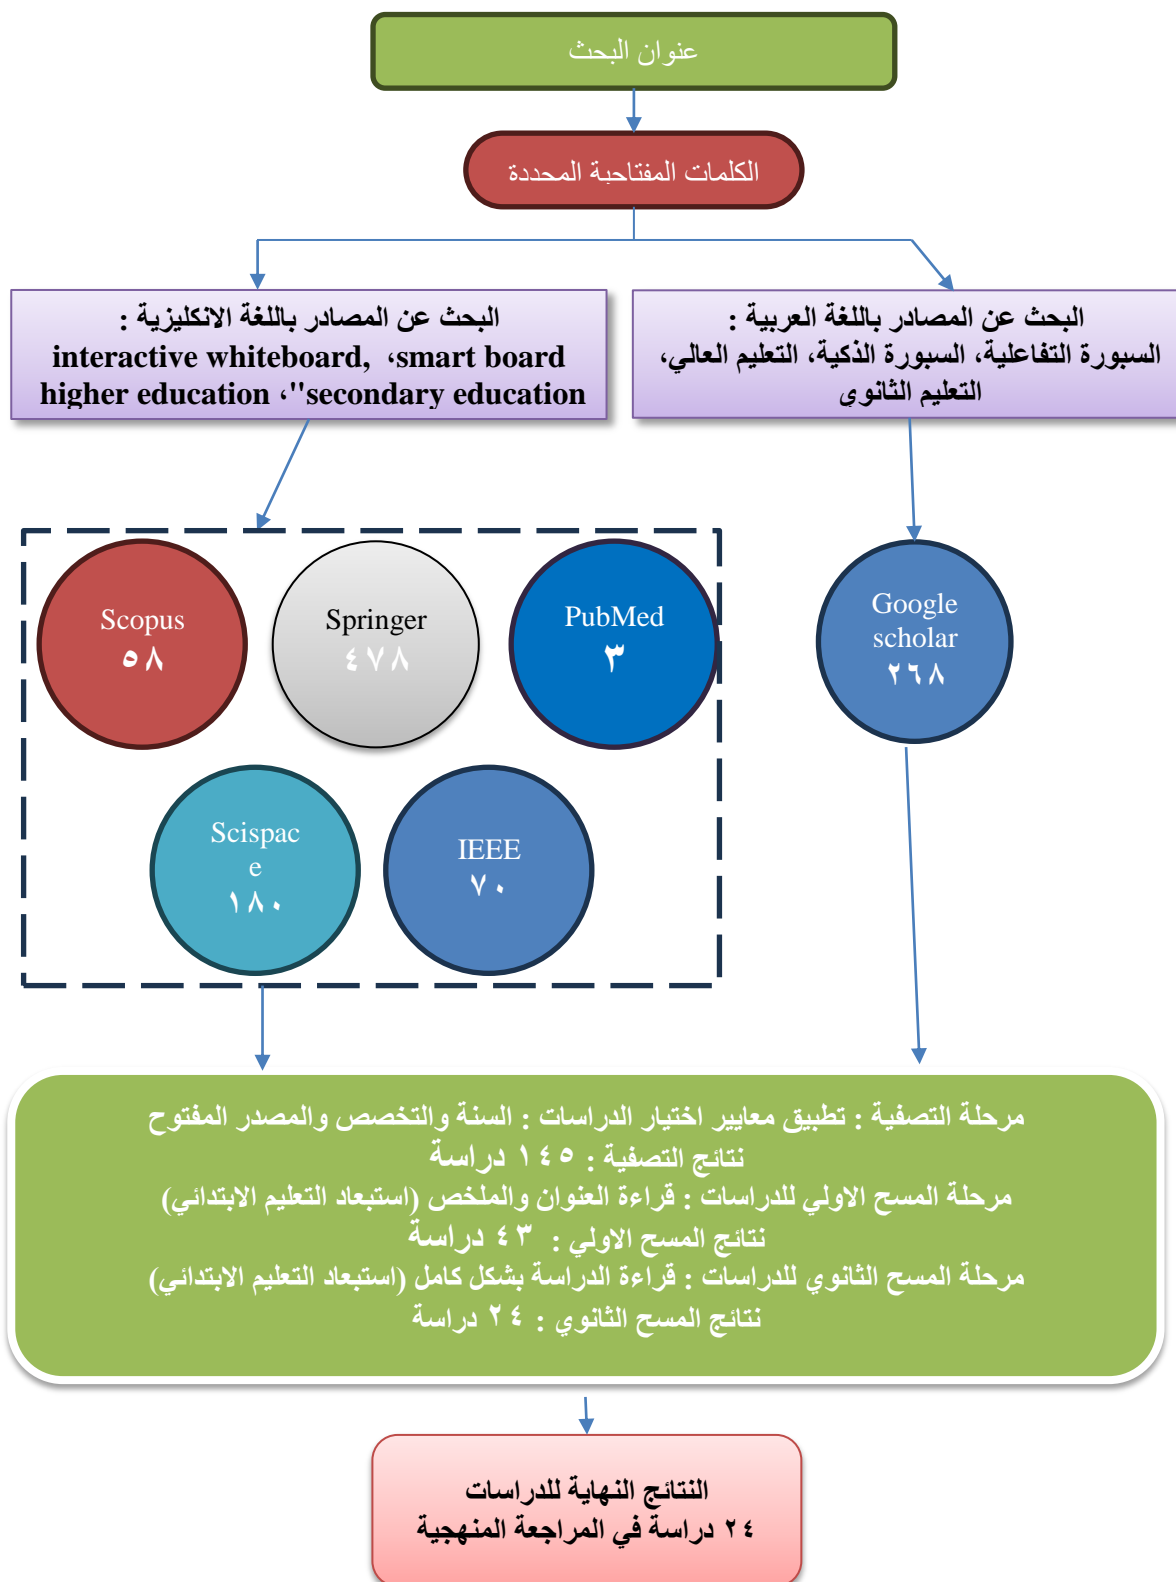 عنوان البحث
الكلمات المفتاحية المحددة
البحث عن المصادر باللغة العربية :
السبورة التفاعلية، السبورة الذكية، التعليم العالي،
التعليم الثانوي
البحث عن المصادر باللغة الانكليزية :
interactive whiteboard, ،smart board
higher education ،"secondary education
Scopus
٥٨
Springer
٤٧٨
PubMed
٣
Google
scholar
٢٦٨
Scispac
e
١٨٠
IEEE
٧٠
مرحلة التصفية : تطبيق معايير اختيار الدراسات : السنة والتخصص والمصدر المفتوح
نتائج التصفية : ١٤٥ دراسة
مرحلة المسح الاولي للدراسات : قراءة العنوان والملخص (استبعاد التعليم الابتدائي)
نتائج المسح الاولي : ٤٣ دراسة
مرحلة المسح الثانوي للدراسات : قراءة الدراسة بشكل كامل (استبعاد التعليم الابتدائي)
نتائج المسح الثانوي : ٢٤ دراسة
النتائج النهاية للدراسات
٢٤ دراسة في المراجعة المنهجية